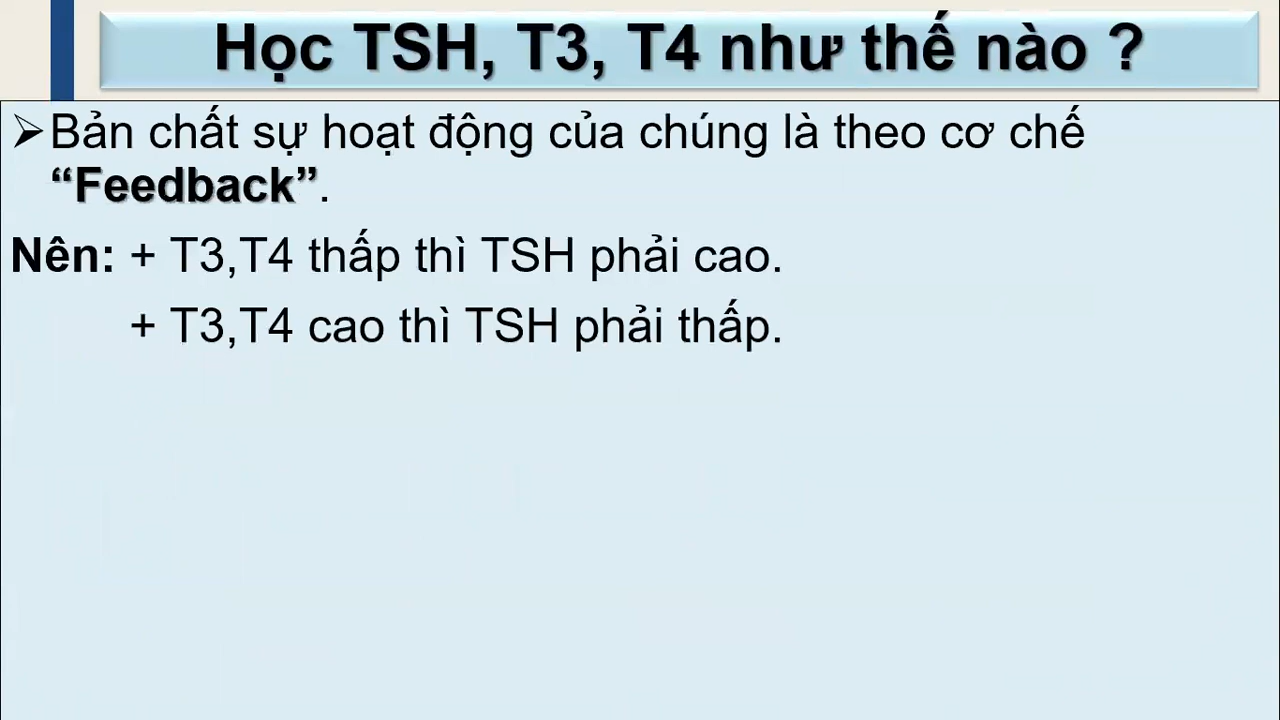 Học TSH, T3, T4 như thế nào ?
➢Bản chất sự hoạt động của chúng là theo cơ chế
“Feedback”.
Nên: + T3,T4 thấp thì TSH phải cao.
+ T3,T4 cao thì TSH phải thấp.